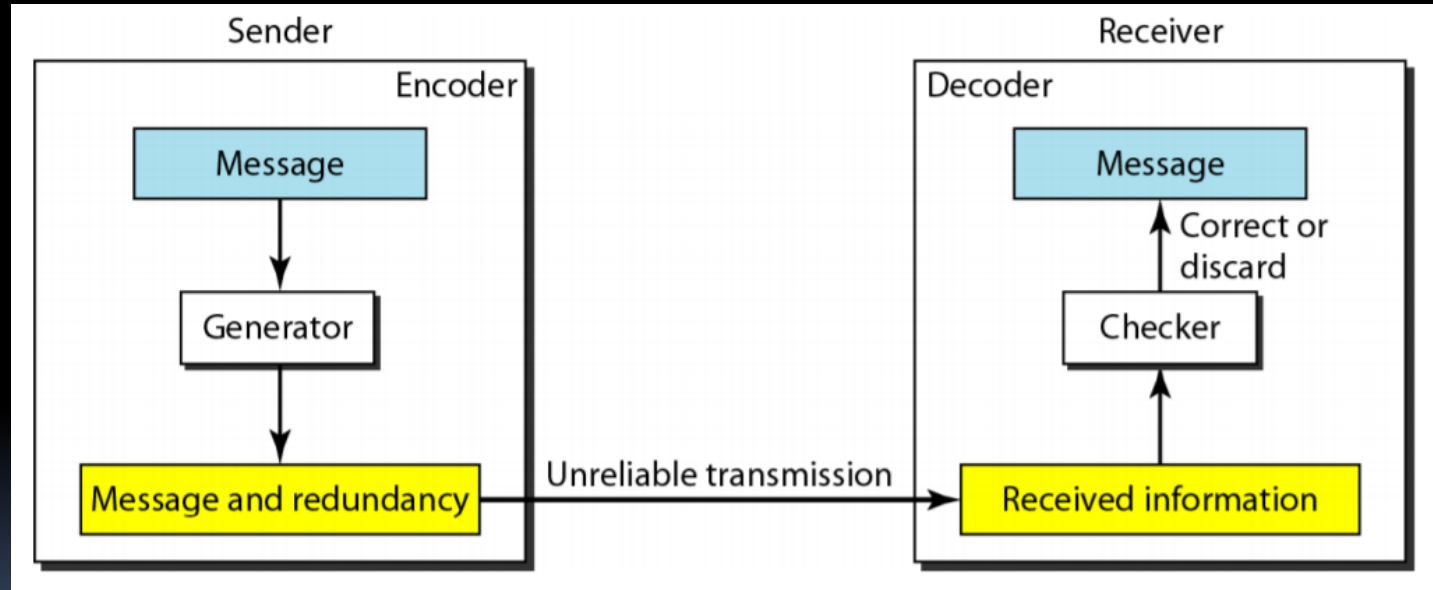 Sender
Encoder
Message
Generator
Message and redundancy
Unreliable transmission
Receiver
Decoder
Message
Correct or
discard
Checker
Received information